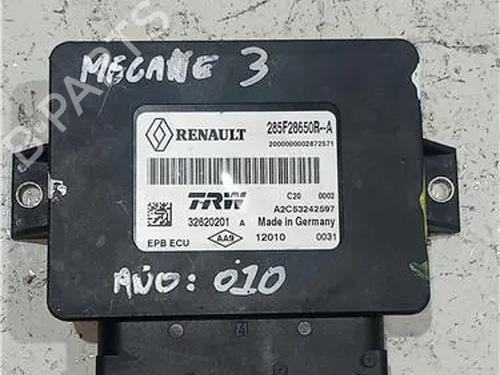 MEGANE 3
RENAULT
285F28650R--A
2000000002872571
TRW
C20 0002
A2C53242597
32620201 A
Made in Germany
EPB ECU
AA9
12010
0031
AÑO: 010
B PARTS